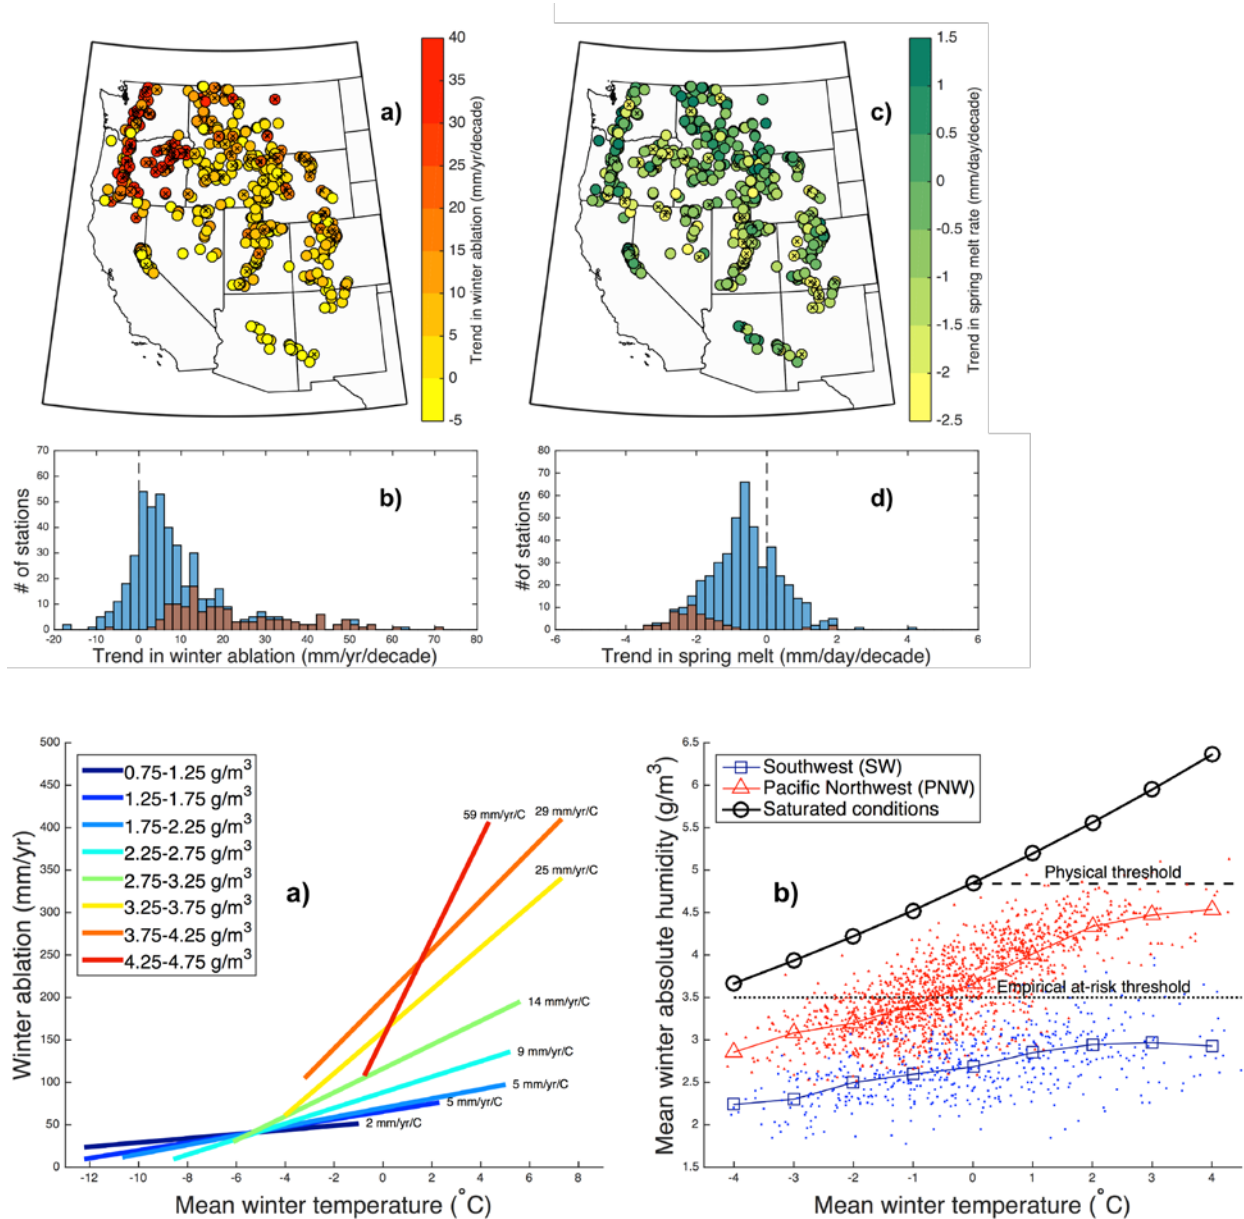 a)
40
35
30
25
20
15
10
5
0
-5
Trend in winter ablation (mm/yr/decade)
c)
1.5
1
0.5
0
-0.5
-1
-1.5
-2
-2.5
Trend in spring melt rate (mm/day/decade)
b)
70
60
50
40
30
20
10
0
# of stations
-20 -10 0 10 20 30 40 50 60 70 80
Trend in winter ablation (mm/yr/decade)
d)
80
70
60
50
40
30
20
10
0
#of stations
-6 -4 -2 0 2 4 6
Trend in spring melt (mm/day/decade)
a)
500
450
400
350
300
250
200
150
100
50
0
Winter ablation (mm/yr)
0.75-1.25 g/m³
1.25-1.75 g/m³
1.75-2.25 g/m³
2.25-2.75 g/m³
2.75-3.25 g/m³
3.25-3.75 g/m³
3.75-4.25 g/m³
4.25-4.75 g/m³
59 mm/yr/C
29 mm/yr/C
25 mm/yr/C
14 mm/yr/C
9 mm/yr/C
5 mm/yr/C
5 mm/yr/C
2 mm/yr/C
-12 -10 -8 -6 -4 -2 0 2 4 6 8
Mean winter temperature (°C)
b)
6.5
6
5.5
5
4.5
4
3.5
3
2.5
2
1.5
Mean winter absolute humidity (g/m³)
Southwest (SW)
Pacific Northwest (PNW)
Saturated conditions
Physical threshold
Empirical at-risk threshold
-4 -3 -2 -1 0 1 2 3 4
Mean winter temperature (°C)